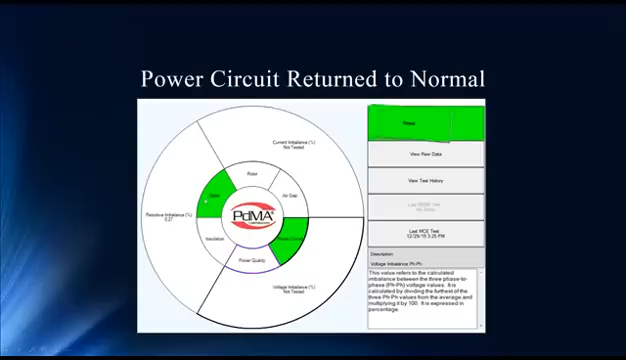 Power Circuit Returned to Normal
Current Imbalance (%)
Not Tested
Rotor
Air Gap
Resistive Imbalance (%)
0.27
PdMA
CORPORATION
Insulation
Power Quality
Voltage Imbalance (%)
Not Tested
View Raw Data
View Test History
Last MCE Test
12/29/15 3:25 PM
Description
Voltage Imbalance Ph-Ph
This value refers to the calculated
imbalance between the three phase-to-
phase (Ph-Ph) voltage values. It is
calculated by dividing the furthest of the
three Ph-Ph values from the average and
multiplying it by 100. It is expressed in
percentage.